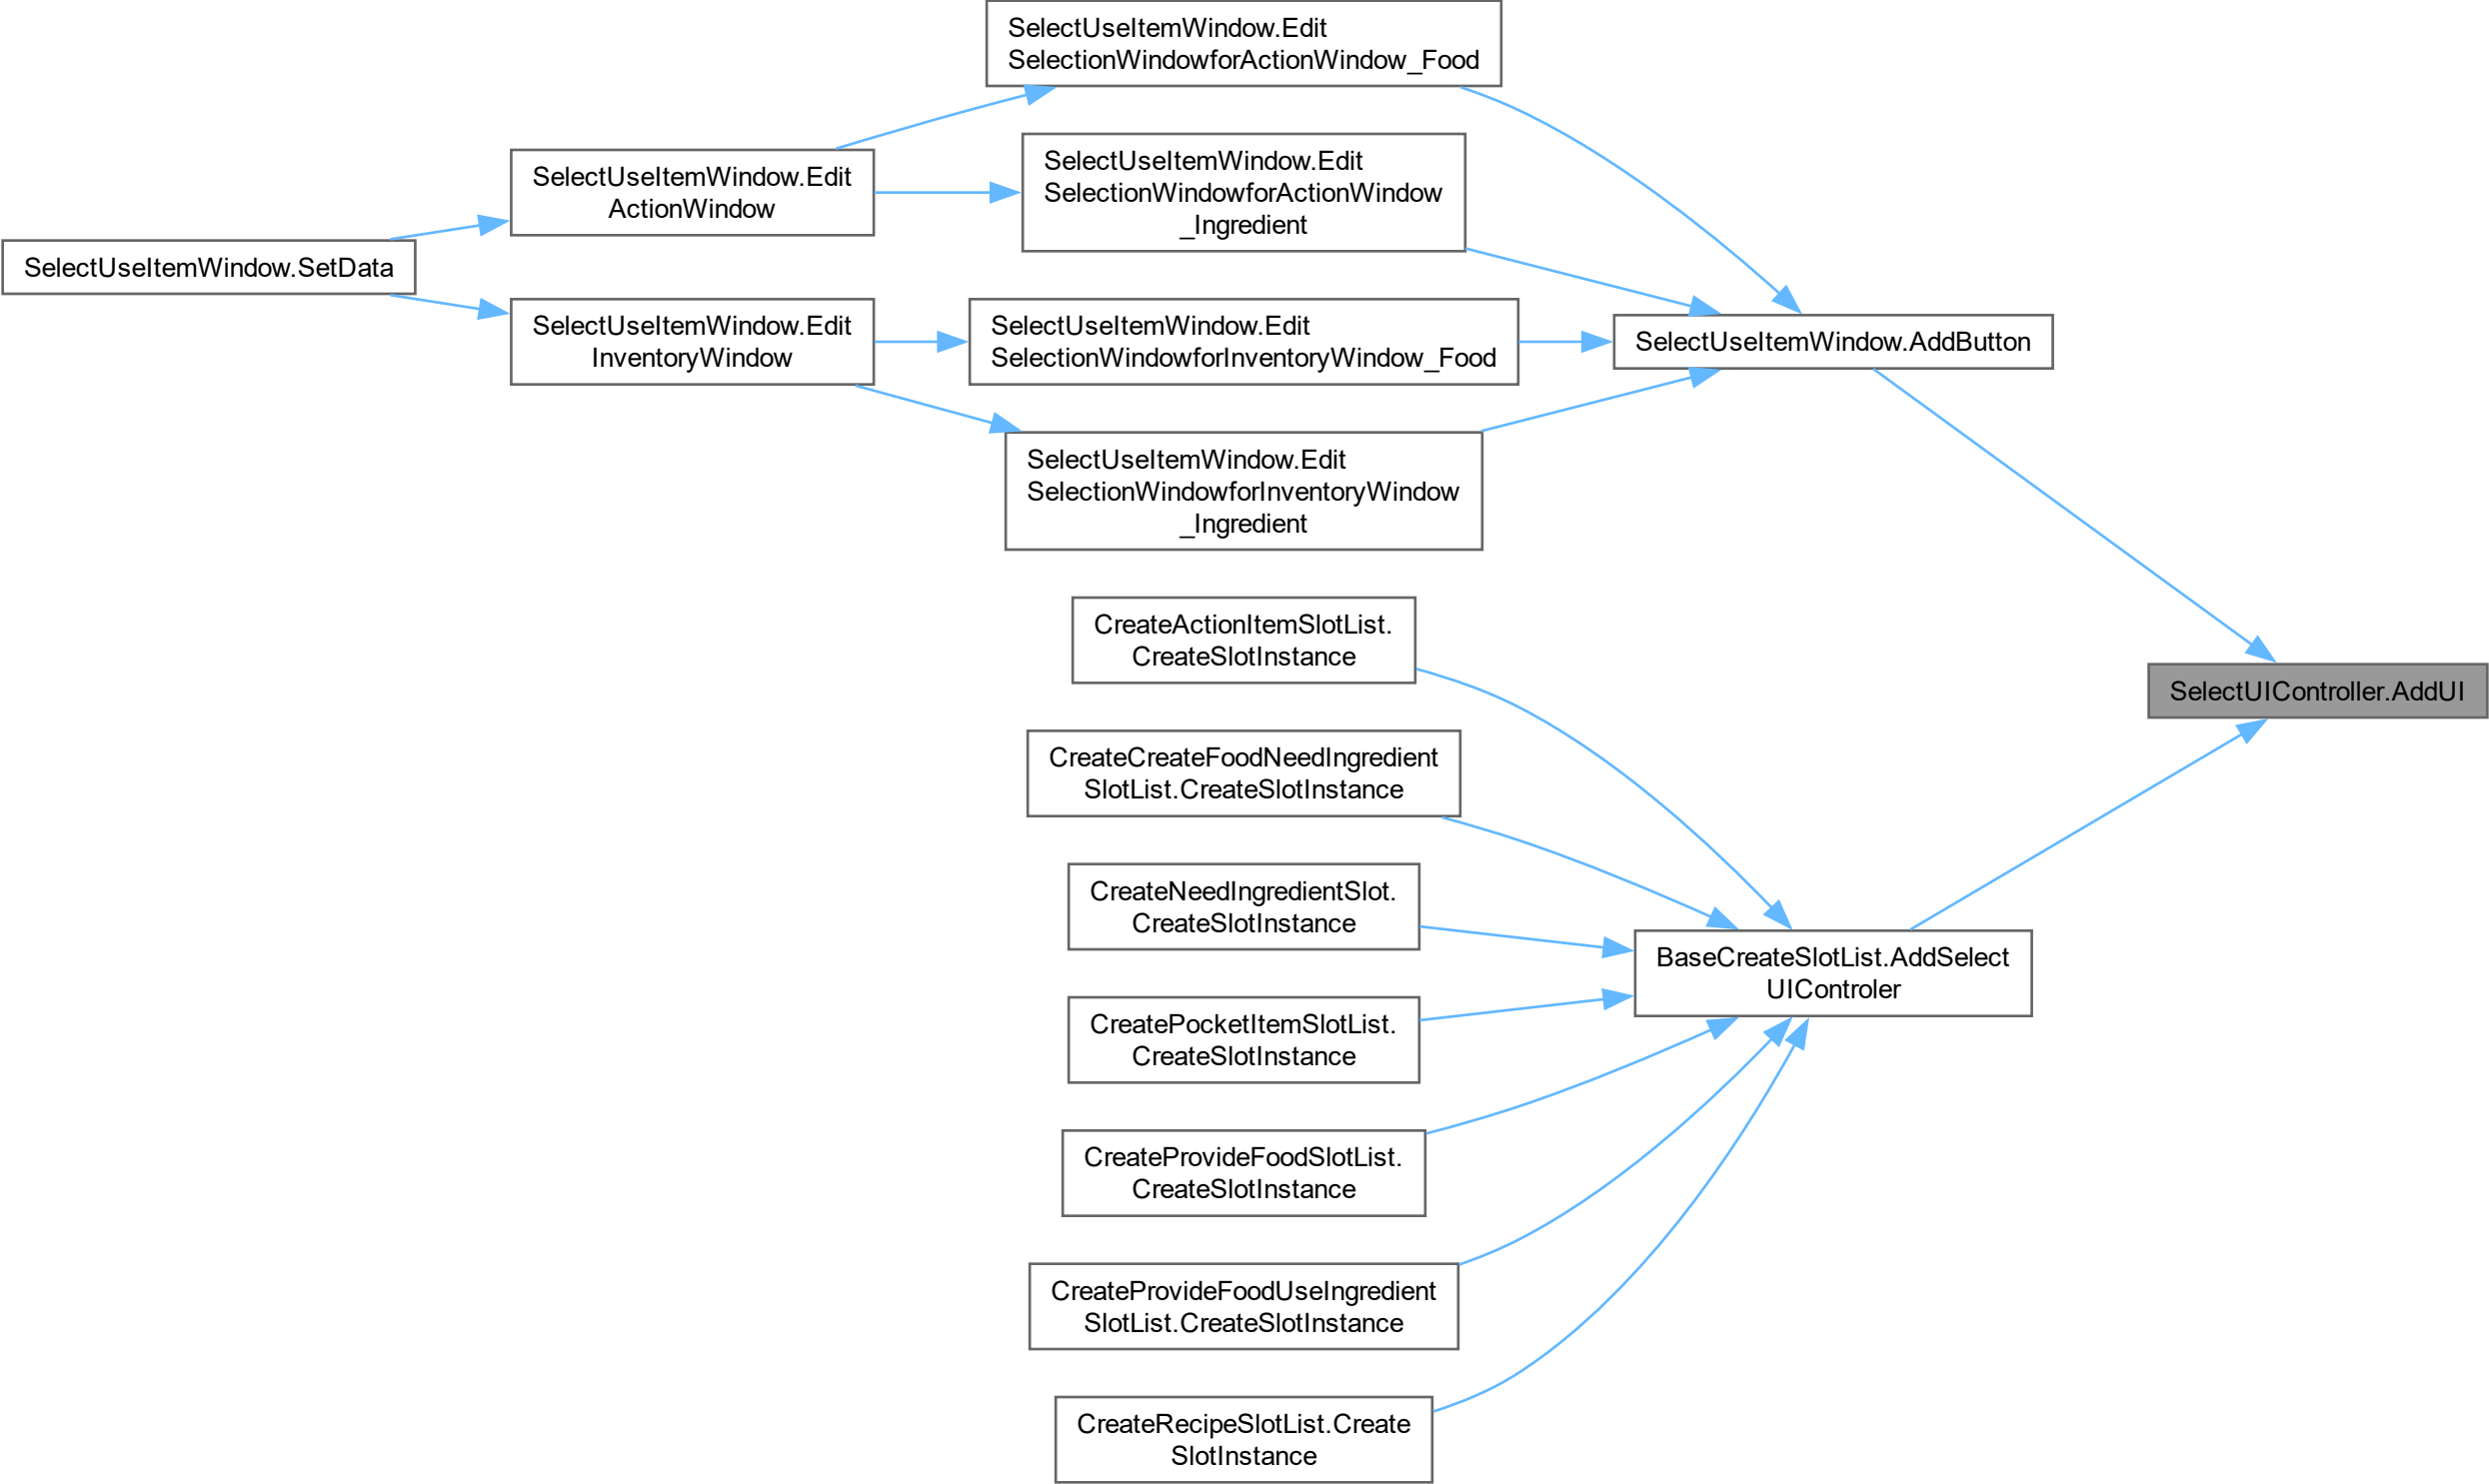 SelectUseItemWindow.Edit
SelectionWindowforActionWindow_Food
SelectUseItemWindow.Edit
SelectionWindowforActionWindow
_Ingredient
SelectUseItemWindow.Edit
ActionWindow
SelectUseItemWindow.SetData
SelectUseItemWindow.Edit
InventoryWindow
SelectUseItemWindow.Edit
SelectionWindowforInventoryWindow_Food
SelectUseItemWindow.AddButton
SelectUseItemWindow.Edit
SelectionWindowforInventoryWindow
_Ingredient
CreateActionItemSlotList.
CreateSlotInstance
SelectUIController.AddUI
CreateCreateFoodNeedIngredient
SlotList.CreateSlotInstance
CreateNeedIngredientSlot.
CreateSlotInstance
BaseCreateSlotList.AddSelect
UIControler
CreatePocketItemSlotList.
CreateSlotInstance
CreateProvideFoodSlotList.
CreateSlotInstance
CreateProvideFoodUseIngredient
SlotList.CreateSlotInstance
CreateRecipeSlotList.Create
SlotInstance